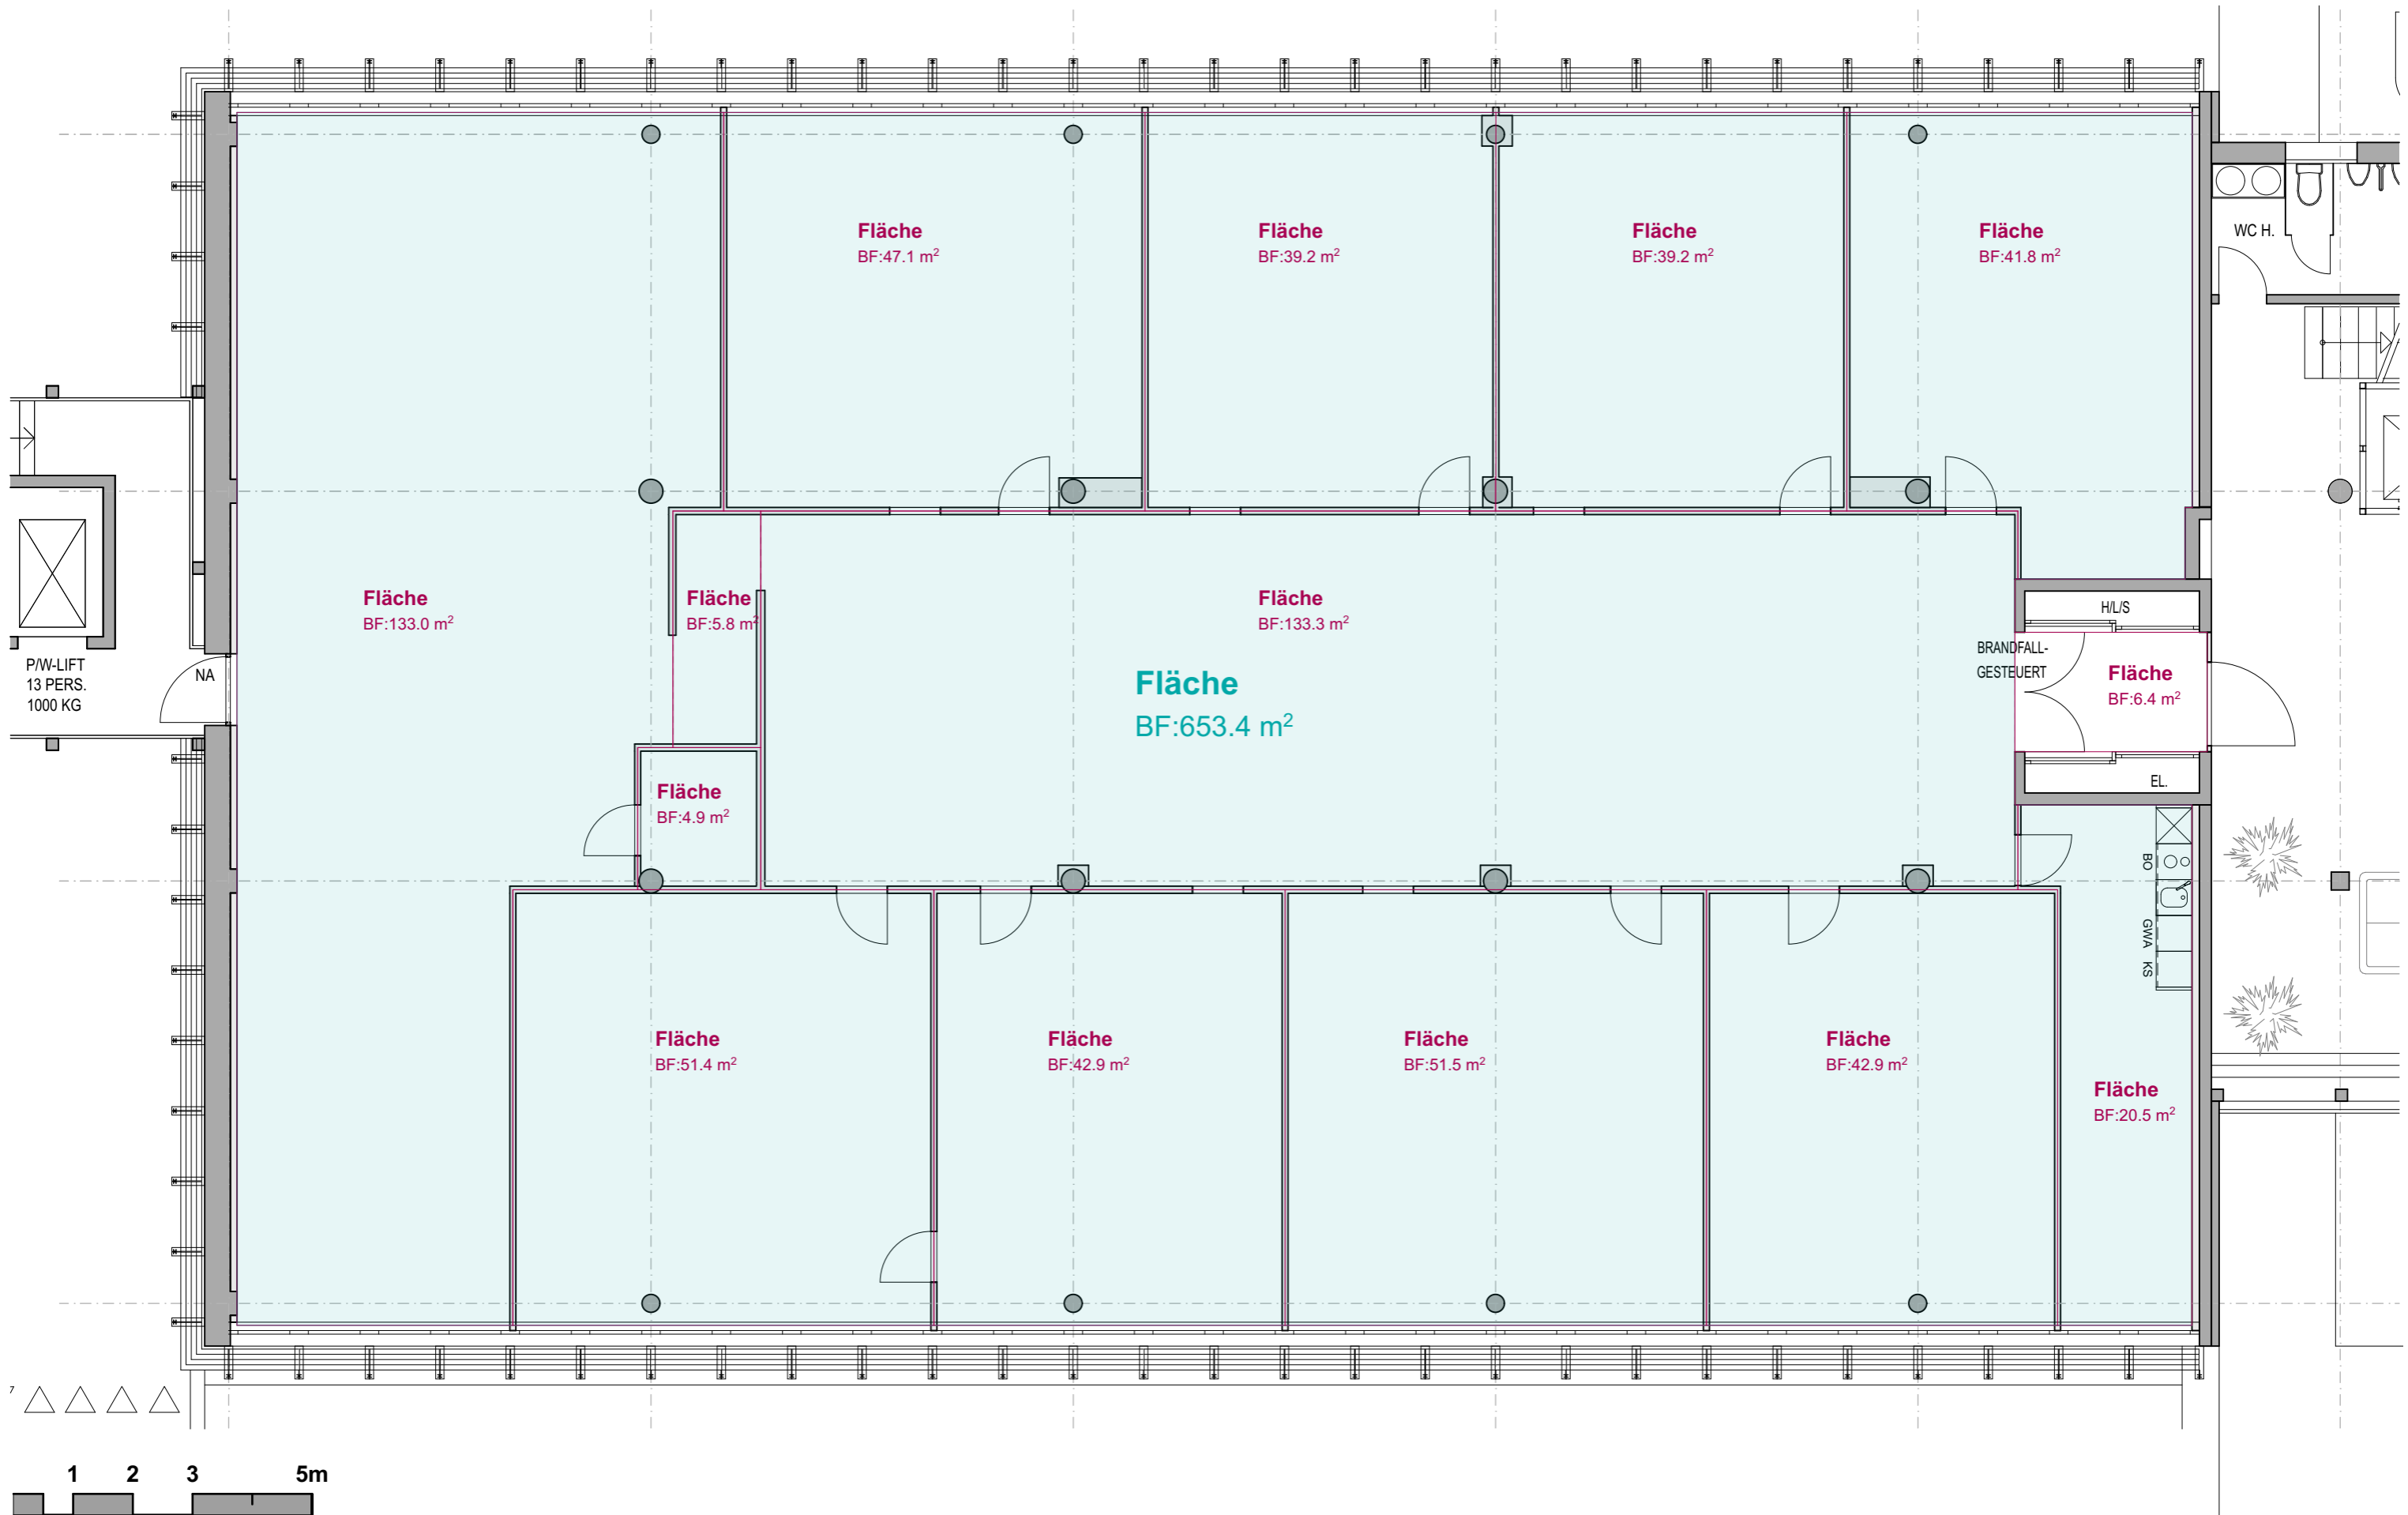 Fläche
BF:47.1 m²
Fläche
BF:39.2 m²
Fläche
BF:39.2 m²
Fläche
BF:41.8 m²
WC H.
Fläche
BF:133.0 m²
Fläche
BF:5.8 m²
Fläche
BF:133.3 m²
H/L/S
BRANDFALL-
GESTEUERT
Fläche
BF:6.4 m²
P/W-LIFT
13 PERS.
1000 KG
NA
Fläche
BF:653.4 m²
EL.
Fläche
BF:4.9 m²
BO
GWA
KS
Fläche
BF:51.4 m²
Fläche
BF:42.9 m²
Fläche
BF:51.5 m²
Fläche
BF:42.9 m²
Fläche
BF:20.5 m²
1 2 3 5m